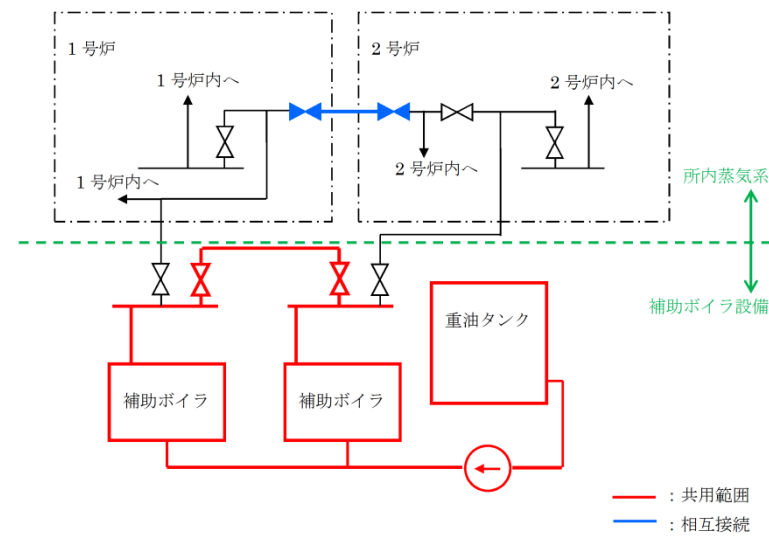 1号炉
2号炉
1号炉内へ
2号炉内へ
2号炉内へ
1号炉内へ
所内蒸気系
補助ボイラ設備
重油タンク
補助ボイラ
補助ボイラ
：共用範囲
：相互接続